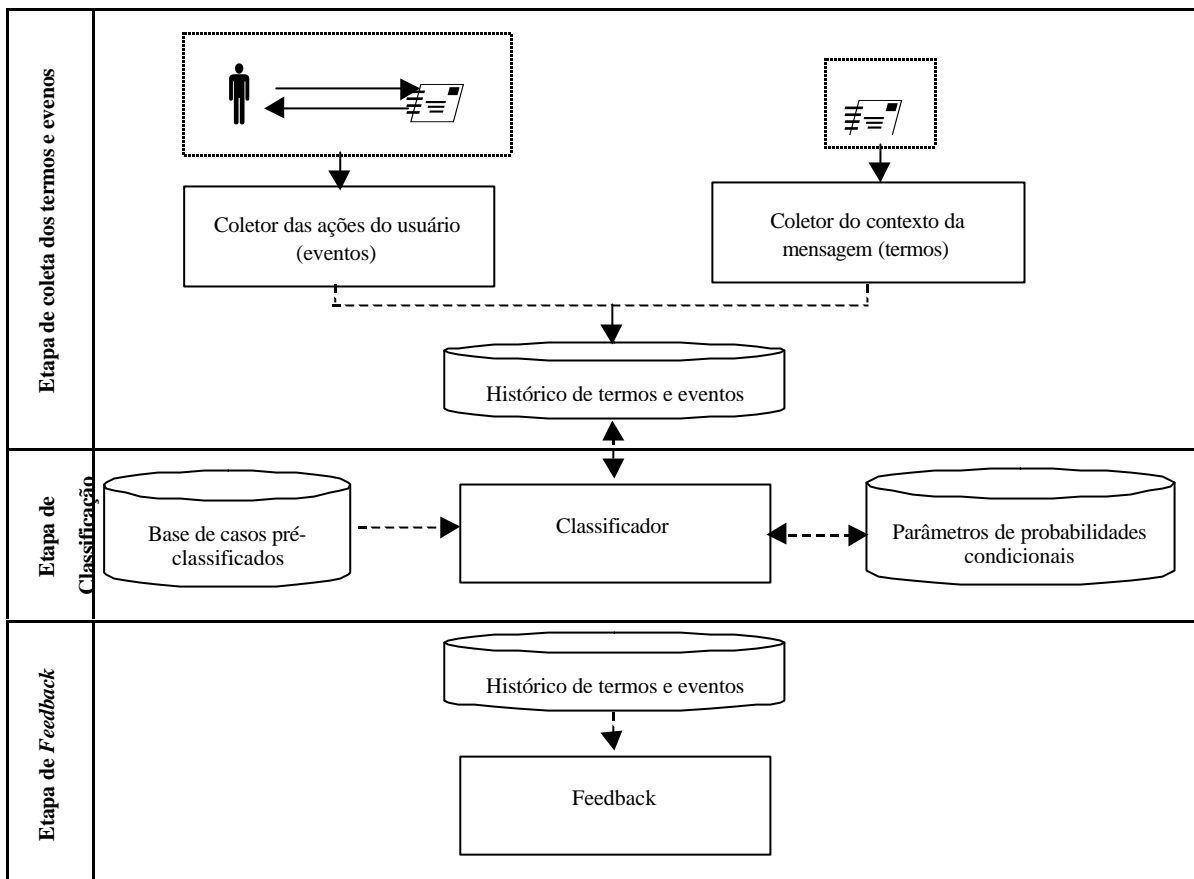 Etapa de coleta dos termos e evenos
Coletor das ações do usuário
(eventos)
Coletor do contexto da
mensagem (termos)
Histórico de termos e eventos
Etapa de
Classificação
Base de casos pré-
classificados
Classificador
Parâmetros de probabilidades
condicionais
Etapa de Feedback
Histórico de termos e eventos
Feedback